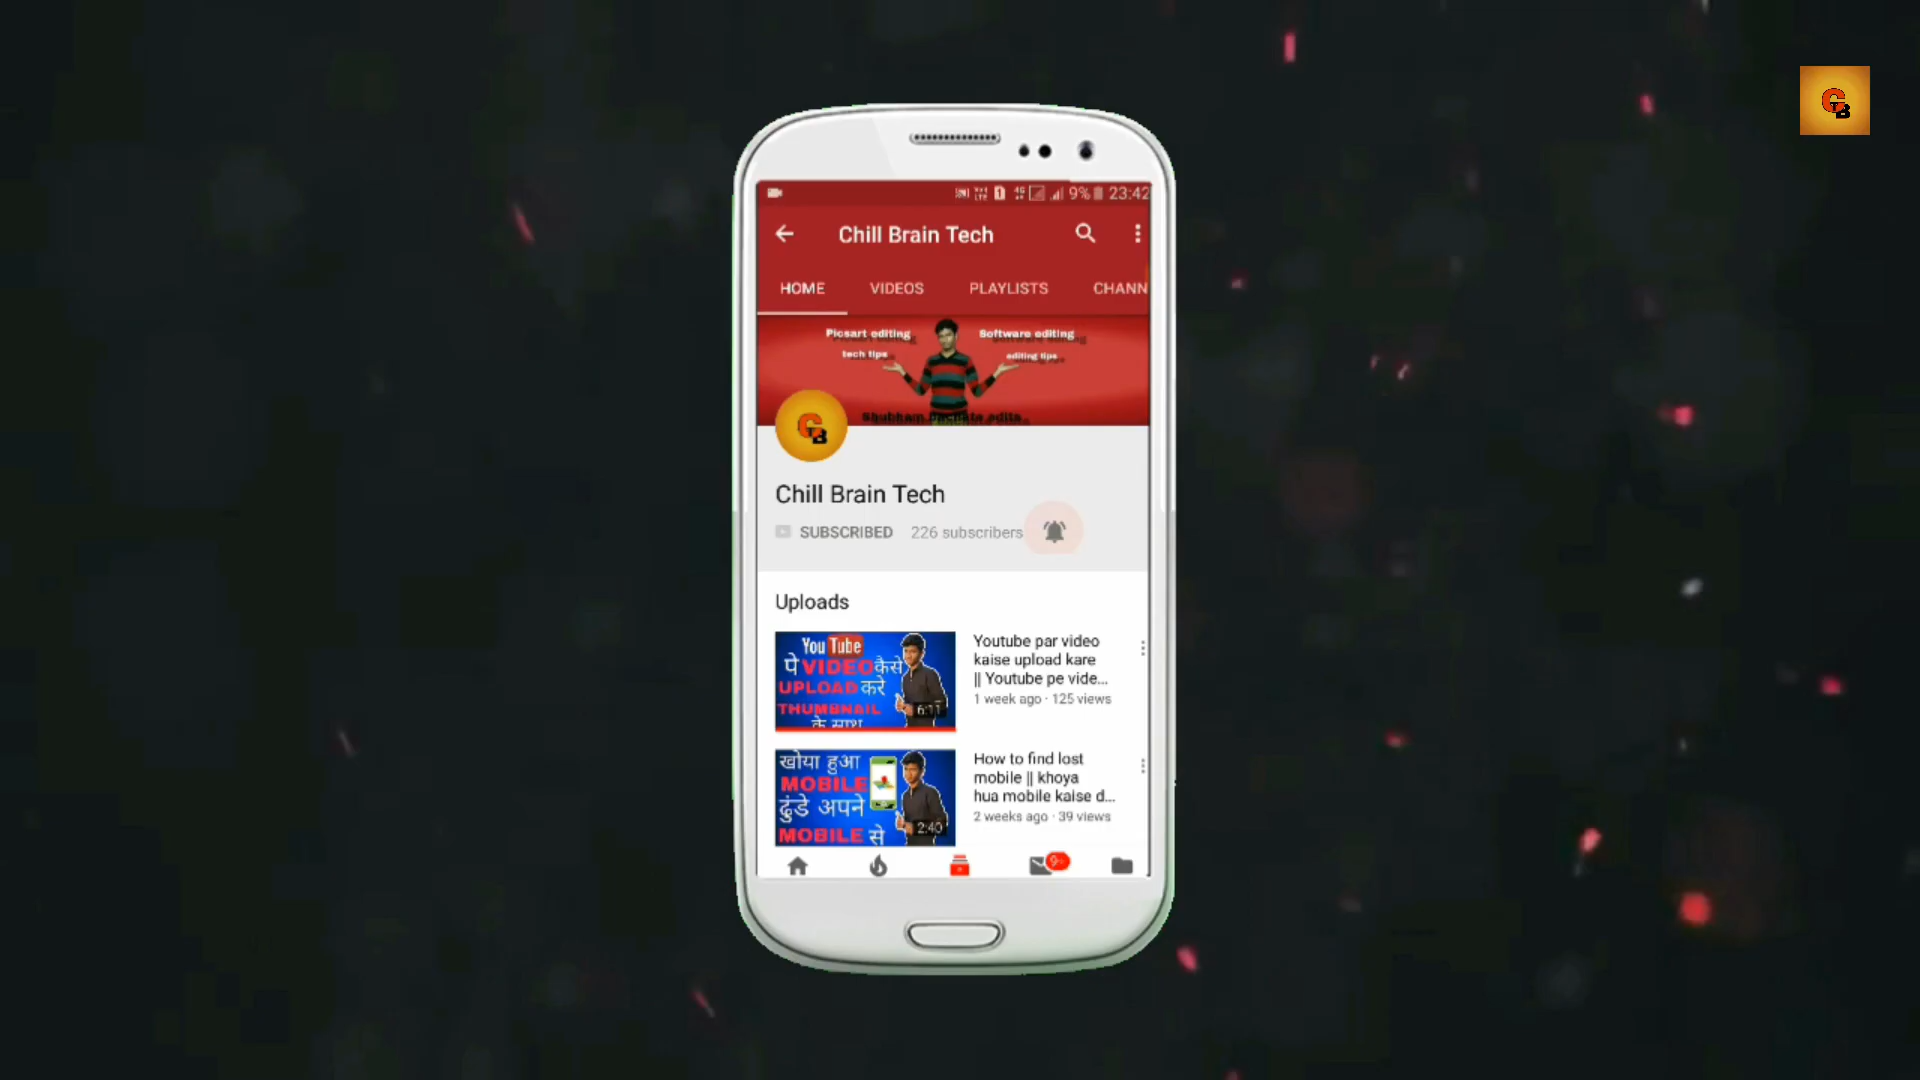 9% 23:42
Chill Brain Tech
HOME VIDEOS PLAYLISTS CHANN
Picsart editing
tech tips
Software editing
editing tips
Chill Brain Tech
SUBSCRIBED 226 subscribers
Uploads
YouTube
पे VIDEO कैसे
UPLOAD करे
THUMBNAIL
के साथ
6:11
Youtube par video
kaise upload kare
|| Youtube pe vide...
1 week ago · 125 views
खोया हुआ
MOBILE
ढुंडे अपने
MOBILE से
2:40
How to find lost
mobile || khoya
hua mobile kaise d...
2 weeks ago · 39 views